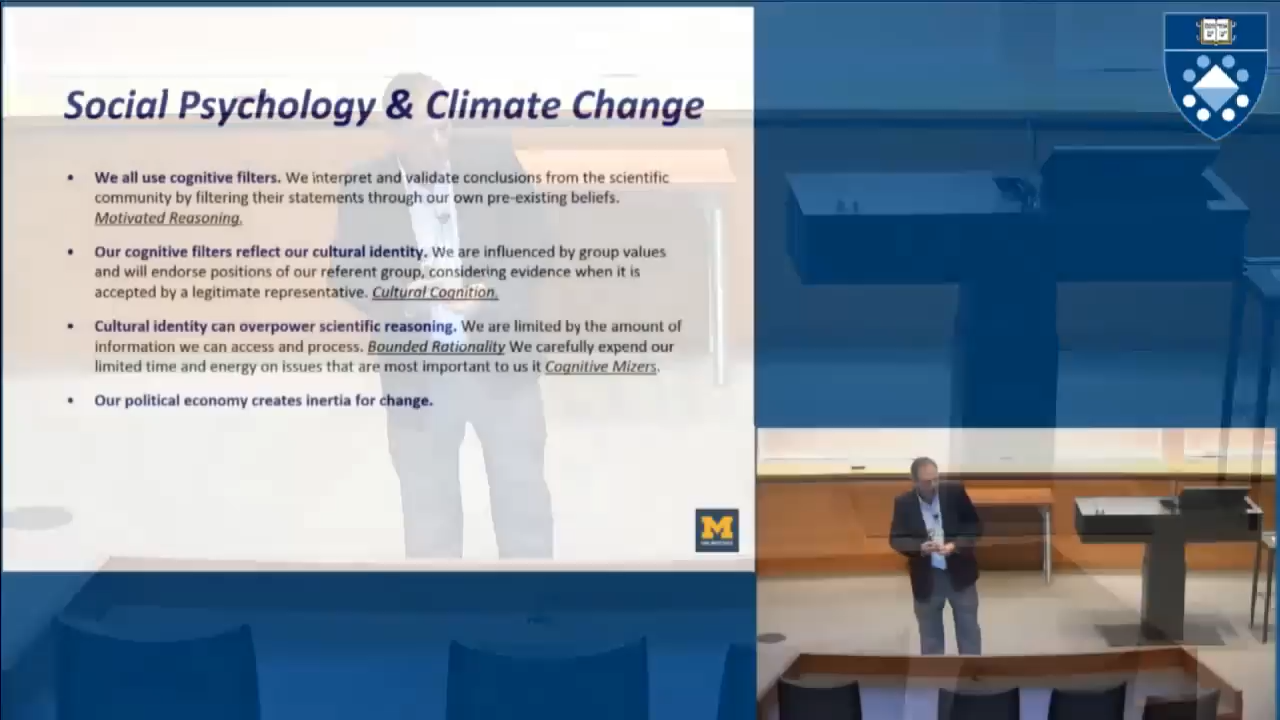 Social Psychology & Climate Change
• We all use cognitive filters. We interpret and validate conclusions from the scientific
community by filtering their statements through our own pre-existing beliefs.
Motivated Reasoning.
• Our cognitive filters reflect our cultural identity. We are influenced by group values
and will endorse positions of our referent group, considering evidence when it is
accepted by a legitimate representative. Cultural Cognition.
• Cultural identity can overpower scientific reasoning. We are limited by the amount of
information we can access and process. Bounded Rationality We carefully expend our
limited time and energy on issues that are most important to us it Cognitive Mizers.
• Our political economy creates inertia for change.
M